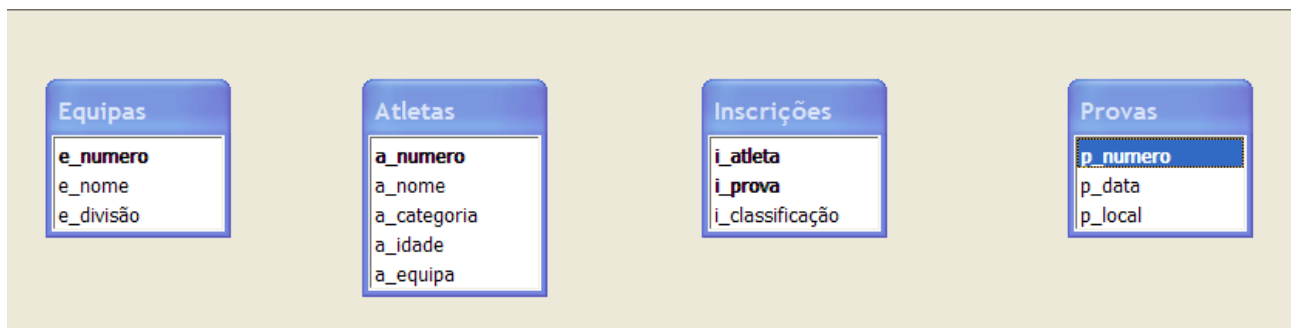 Equipas
e_numero
e_nome
e_divisão
Atletas
a_numero
a_nome
a_categoria
a_idade
a_equipa
Inscrições
i_atleta
i_prova
i_classificação
Provas
p_numero
p_data
p_local